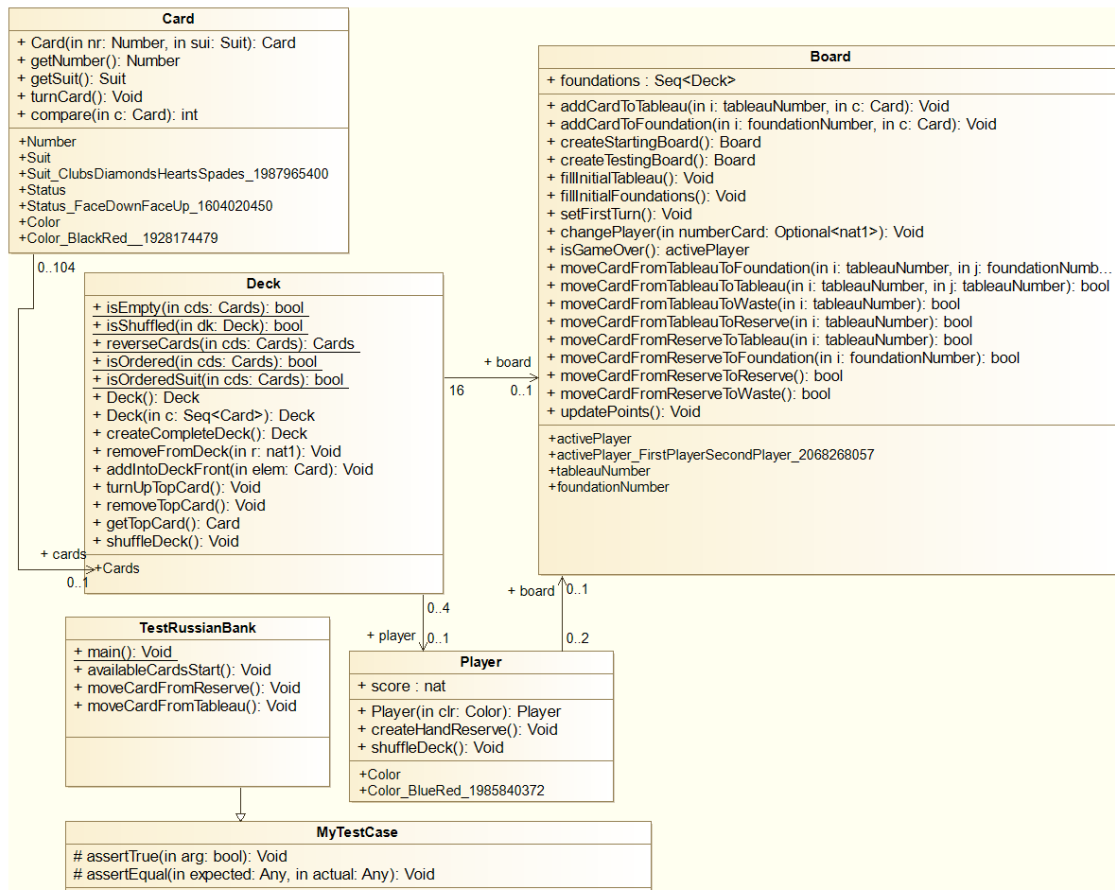 Card
+ Card(in nr: Number, in sui: Suit): Card
+ getNumber(): Number
+ getSuit(): Suit
+ turnCard(): Void
+ compare(in c: Card): int
+Number
+Suit
+Suit_ClubsDiamondsHeartsSpades_1987965400
+Status
+Status_FaceDownFaceUp_1604020450
+Color
+Color_BlackRed__1928174479
0..104
Board
+ foundations : Seq<Deck>
+ addCardToTableau(in i: tableauNumber, in c: Card): Void
+ addCardToFoundation(in i: foundationNumber, in c: Card): Void
+ createStartingBoard(): Board
+ createTestingBoard(): Board
+ fillInitialTableau(): Void
+ fillInitialFoundations(): Void
+ setFirstTurn(): Void
+ changePlayer(in numberCard: Optional<nat1>): Void
+ isGameOver(): activePlayer
+ moveCardFromTableauToFoundation(in i: tableauNumber, in j: foundationNumb...
+ moveCardFromTableauToTableau(in i: tableauNumber, in j: tableauNumber): bool
+ moveCardFromTableauToWaste(in i: tableauNumber): bool
+ moveCardFromTableauToReserve(in i: tableauNumber): bool
+ moveCardFromReserveToTableau(in i: tableauNumber): bool
+ moveCardFromReserveToFoundation(in i: foundationNumber): bool
+ moveCardFromReserveToReserve(): bool
+ moveCardFromReserveToWaste(): bool
+ updatePoints(): Void
+activePlayer
+activePlayer_FirstPlayerSecondPlayer_2068268057
+tableauNumber
+foundationNumber
Deck
+ isEmpty(in cds: Cards): bool
+ isShuffled(in dk: Deck): bool
+ reverseCards(in cds: Cards): Cards
+ isOrdered(in cds: Cards): bool
+ isOrderedSuit(in cds: Cards): bool
+ Deck(): Deck
+ Deck(in c: Seq<Card>): Deck
+ createCompleteDeck(): Deck
+ removeFromDeck(in r: nat1): Void
+ addIntoDeckFront(in elem: Card): Void
+ turnUpTopCard(): Void
+ removeTopCard(): Void
+ getTopCard(): Card
+ shuffleDeck(): Void
+Cards
+ board
16
0..1
+ cards
0..1
0..4
+ player
0..1
+ board
0..1
0..2
TestRussianBank
+ main(): Void
+ availableCardsStart(): Void
+ moveCardFromReserve(): Void
+ moveCardFromTableau(): Void
Player
+ score : nat
+ Player(in clr: Color): Player
+ createHandReserve(): Void
+ shuffleDeck(): Void
+Color
+Color_BlueRed_1985840372
MyTestCase
# assertTrue(in arg: bool): Void
# assertEqual(in expected: Any, in actual: Any): Void